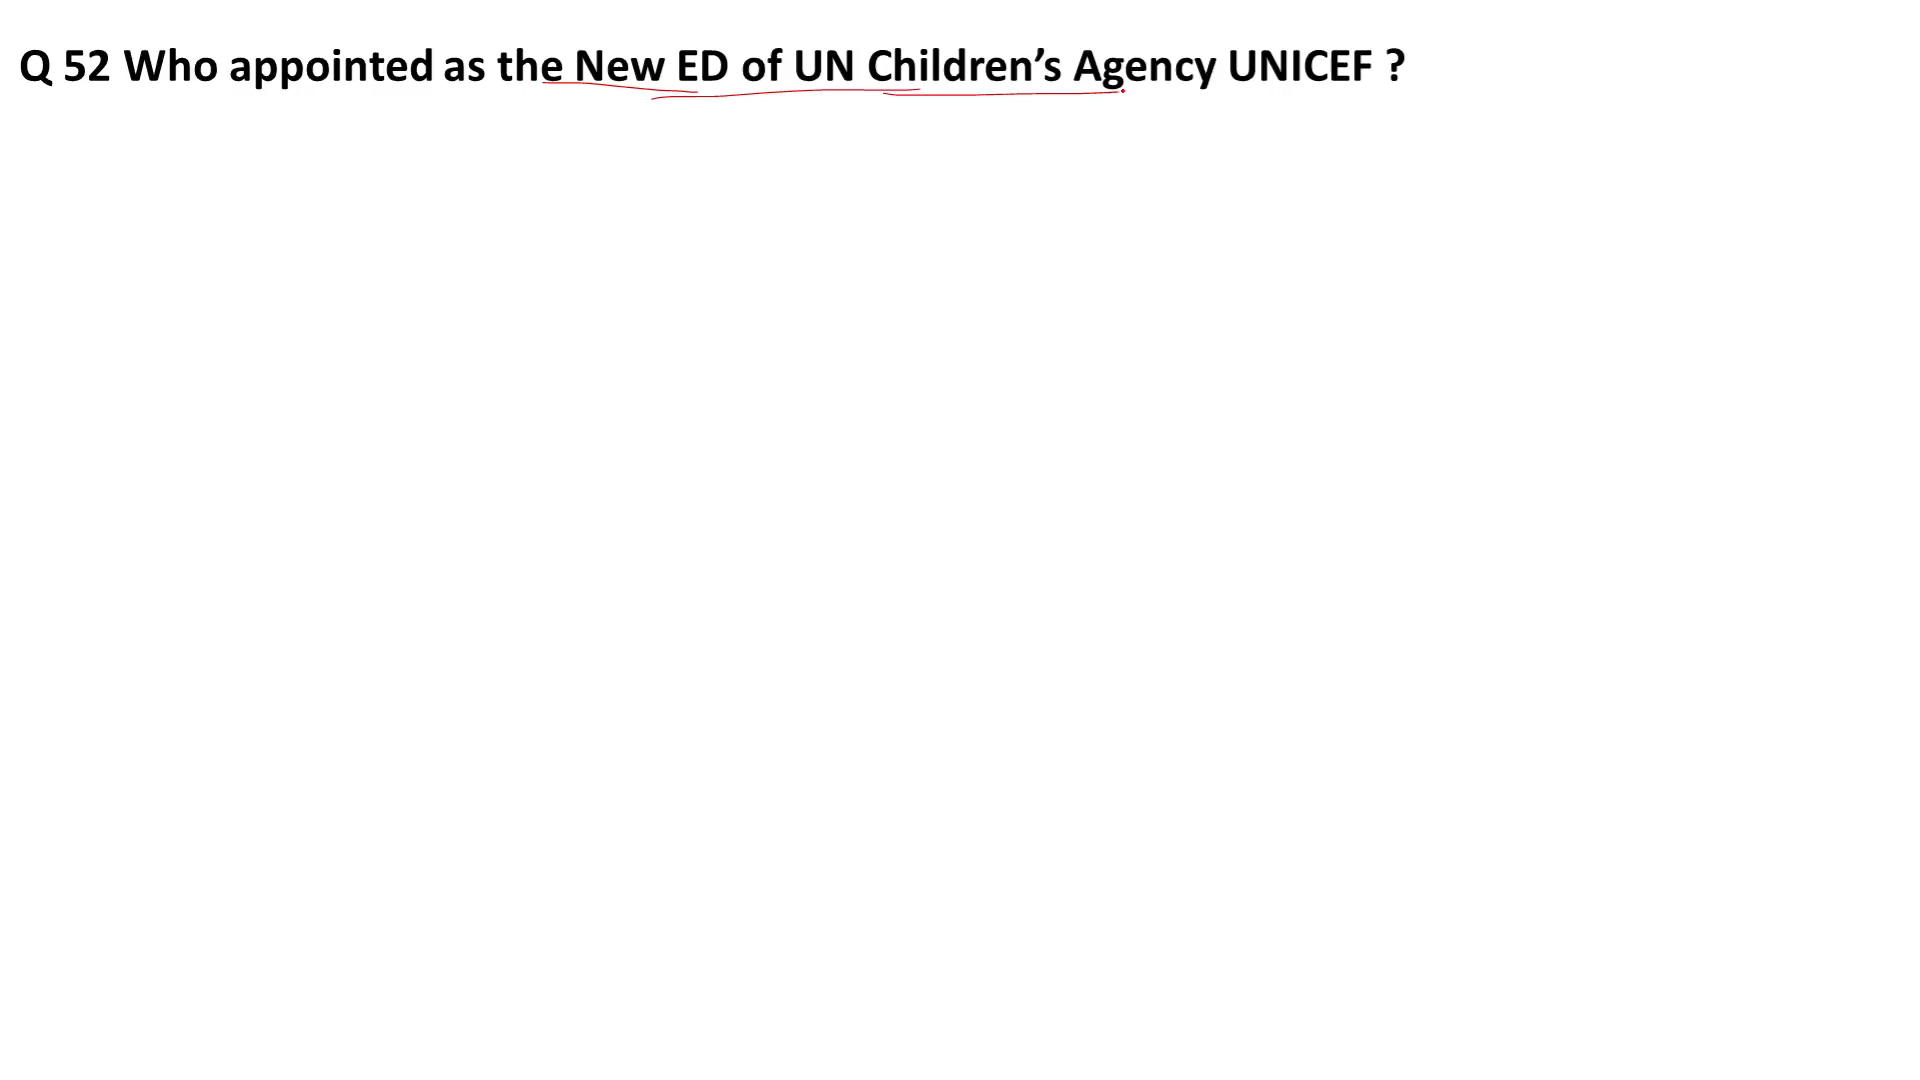 Q 52 Who appointed as the New ED of UN Children’s Agency UNICEF ?